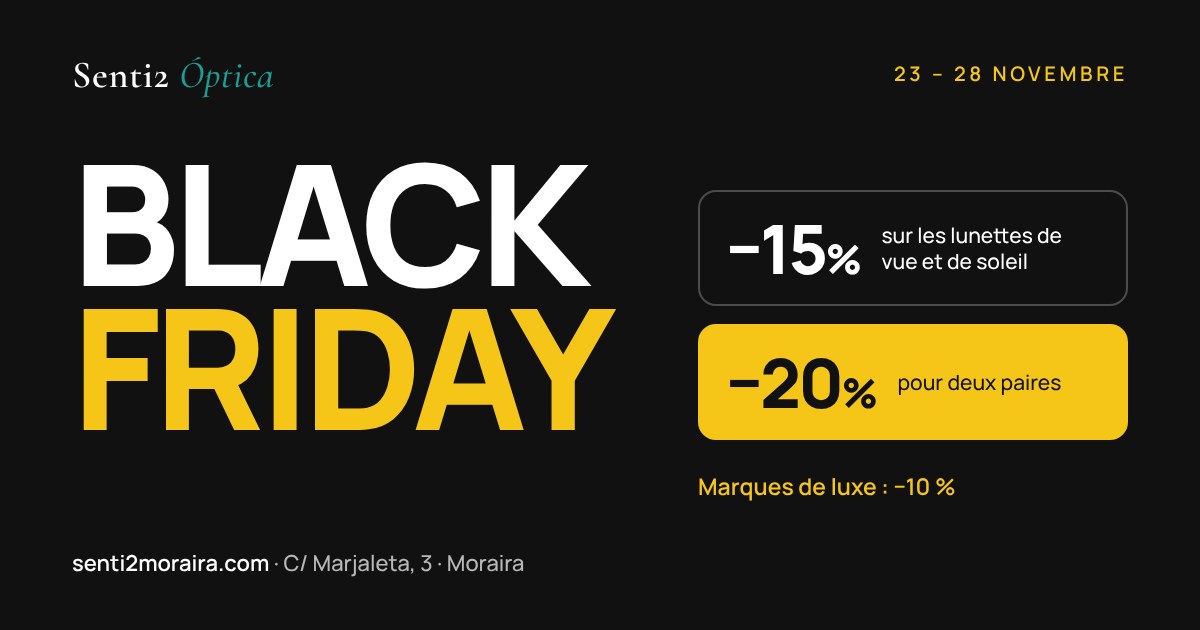 Senti2 Óptica
23 – 28 NOVEMBRE
BLACK
FRIDAY
−15% sur les lunettes de
vue et de soleil
−20% pour deux paires
Marques de luxe : −10 %
senti2moraira.com · C/ Marjaleta, 3 · Moraira